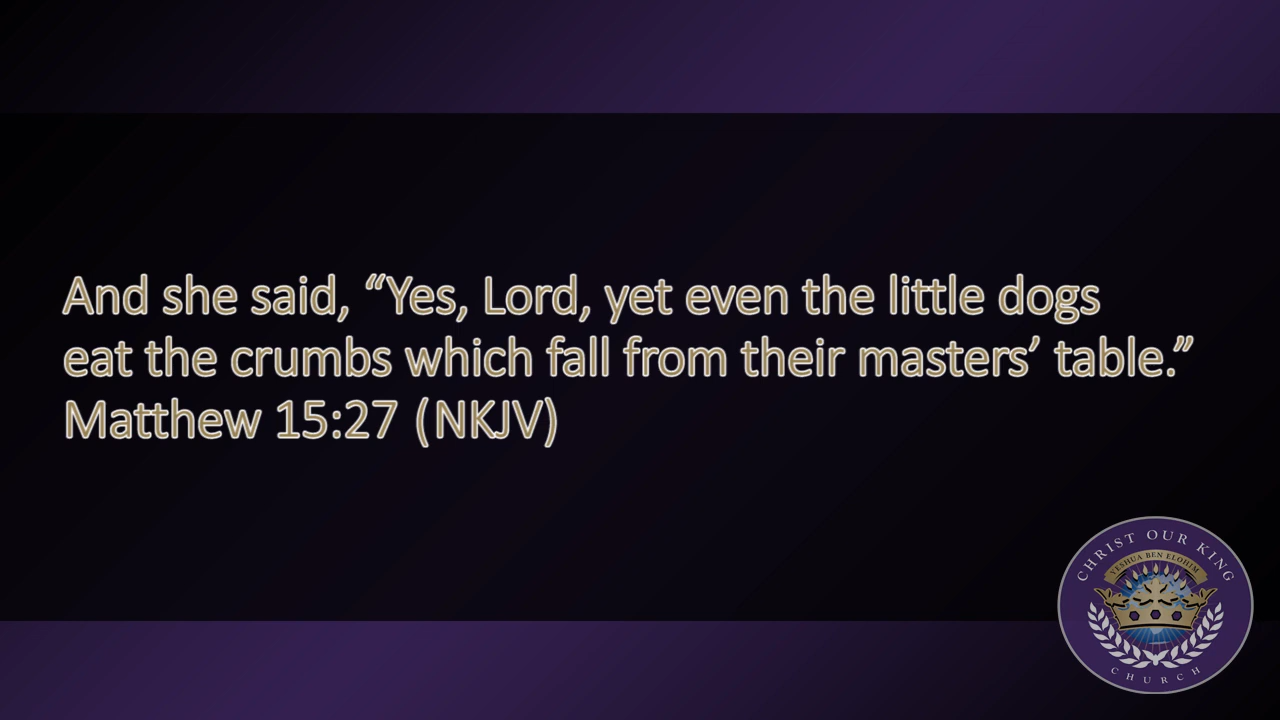 And she said, “Yes, Lord, yet even the little dogs
eat the crumbs which fall from their masters’ table.”
Matthew 15:27 (NKJV)
CHRIST OUR KING
YESHUA BEN ELOHIM
CHURCH